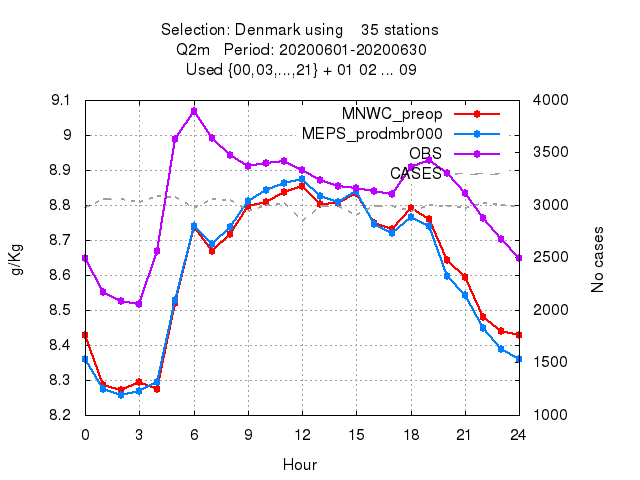 Selection: Denmark using    35 stations
Q2m   Period: 20200601-20200630
Used {00,03,...,21} + 01 02 ... 09
MNWC_preop
MEPS_prodmbr000
OBS
CASES
9.1
9
8.9
8.8
8.7
8.6
8.5
8.4
8.3
8.2
g/Kg
4000
3500
3000
2500
2000
1500
1000
No cases
0 3 6 9 12 15 18 21 24
Hour